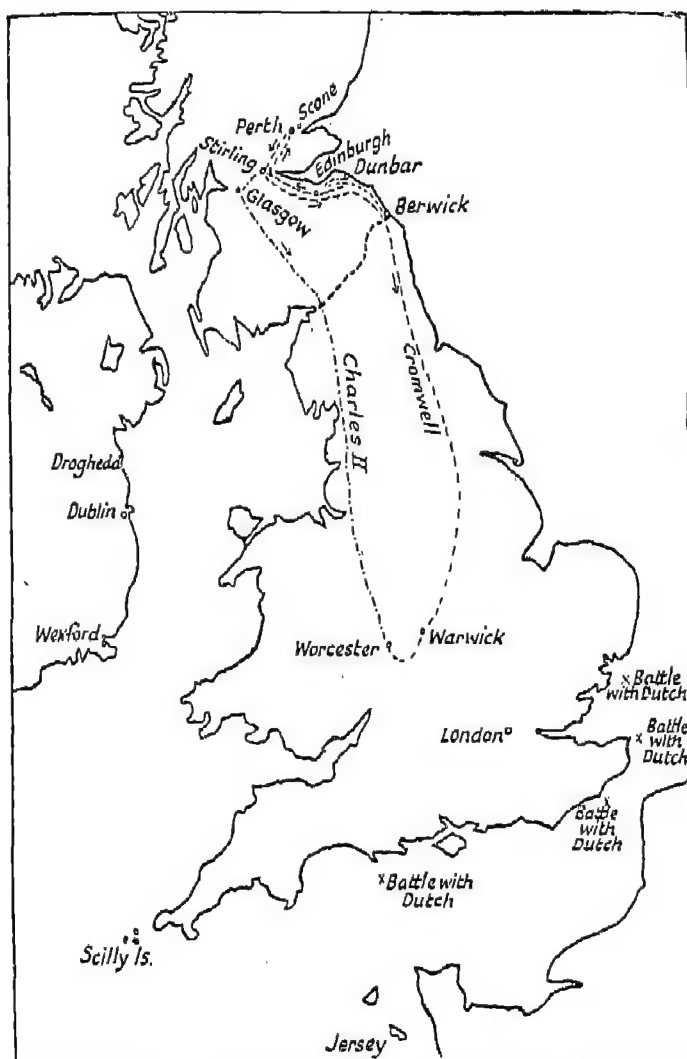 Scone
Perth
Stirling
Edinburgh
Dunbar
Glasgow
Berwick
Charles II
Cromwell
Drogheda
Dublin
Wexford
Worcester
Warwick
Battle
with Dutch
London
Battle
with
Dutch
Battle
with
Dutch
Battle with
Dutch
Scilly Is.
Jersey